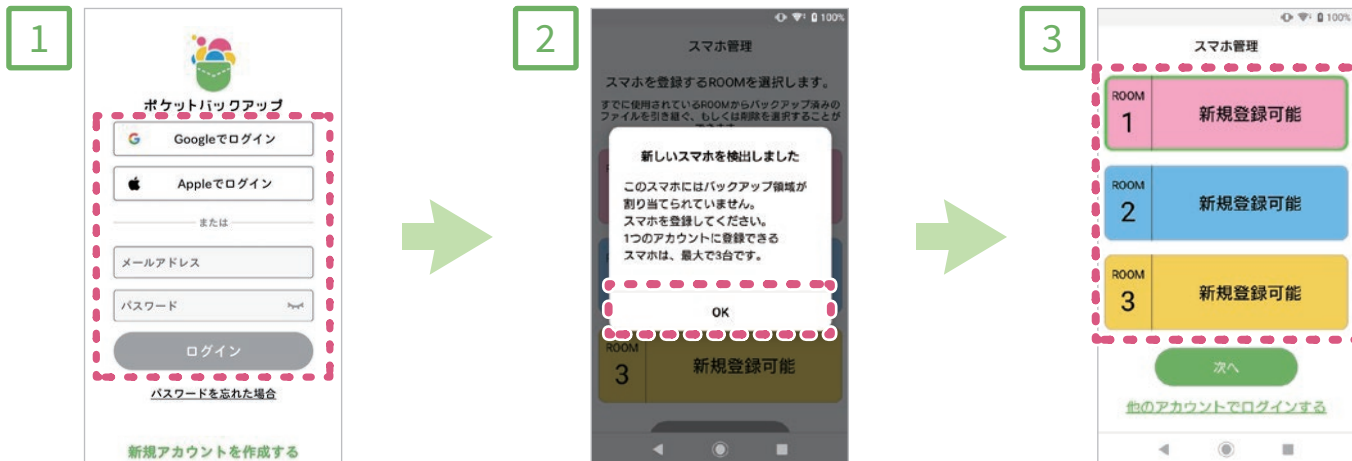 1
ポケットバックアップ
Googleでログイン
Appleでログイン
または
メールアドレス
パスワード
ログイン
パスワードを忘れた場合
新規アカウントを作成する
2
100%
スマホ管理
スマホを登録するROOMを選択します。
すでに使用されているROOMからバックアップ済みの
ファイルを引き継ぐ、もしくは削除を選択することが
新しいスマホを検出しました
このスマホにはバックアップ領域が
割り当てられていません。
スマホを登録してください。
1つのアカウントに登録できる
スマホは、最大で3台です。
OK
ROOM
3
新規登録可能
3
100%
スマホ管理
ROOM
1
新規登録可能
ROOM
2
新規登録可能
ROOM
3
新規登録可能
次へ
他のアカウントでログインする